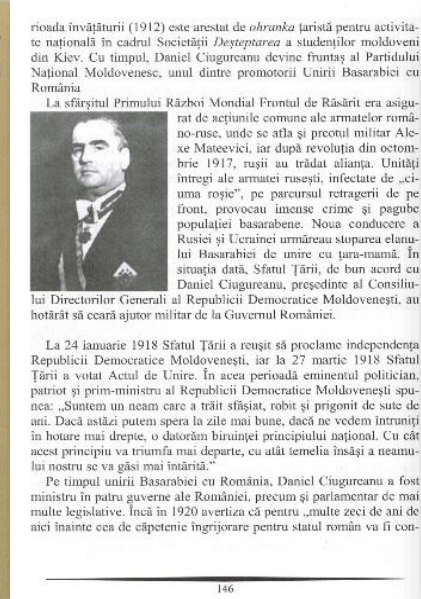 rioada învățăturii (1912) este arestat de ohranka țaristă pentru activita-
te națională în cadrul Societății Deșteptarea a studenților moldoveni
din Kiev. Cu timpul, Daniel Ciugureanu devine fruntaș al Partidului
Național Moldovenesc, unul dintre promotorii Unirii Basarabiei cu
România
La sfârșitul Primului Război Mondial Frontul de Răsărit era asigu-
rat de acțiunile comune ale armatelor româ-
no-ruse, unde se afla și preotul militar Ale-
xe Mateevici, iar după revoluția din octom-
brie 1917, rușii au trădat alianța. Unități
întregi ale armatei rusești, infectate de „ci-
uma roșie”, pe parcursul retragerii de pe
front, provocau imense crime și pagube
populației basarabene. Noua conducere a
Rusiei și Ucrainei urmăreau stoparea elanu-
lui Basarabiei de unire cu țara-mamă. În
situația dată, Sfatul Țării, de bun acord cu
Daniel Ciugureanu, președinte al Consiliu-
lui Directorilor Generali al Republicii Democratice Moldovenești, au
hotărât să ceară ajutor militar de la Guvernul României.
La 24 ianuarie 1918 Sfatul Țării a reușit să proclame independența
Republicii Democratice Moldovenești, iar la 27 martie 1918 Sfatul
Țării a votat Actul de Unire. În acea perioadă eminentul politician,
patriot și prim-ministru al Republicii Democratice Moldovenești spu-
nea: „Suntem un neam care a trăit sfâșiat, robit și prigonit de sute de
ani. Dacă astăzi putem spera la zile mai bune, dacă ne vedem întruniți
în hotare mai drepte, o datorăm biruinței principiului național. Cu cât
acest principiu va triumfa mai departe, cu atât temelia însăși a neamu-
lui nostru se va găsi mai întărită.”
Pe timpul unirii Basarabiei cu România, Daniel Ciugureanu a fost
ministru în patru guverne ale României, precum și parlamentar de mai
multe legislative. Încă în 1920 avertiza că pentru „multe zeci de ani de
aici înainte cea de căpetenie îngrijorare pentru statul român va fi con-
146